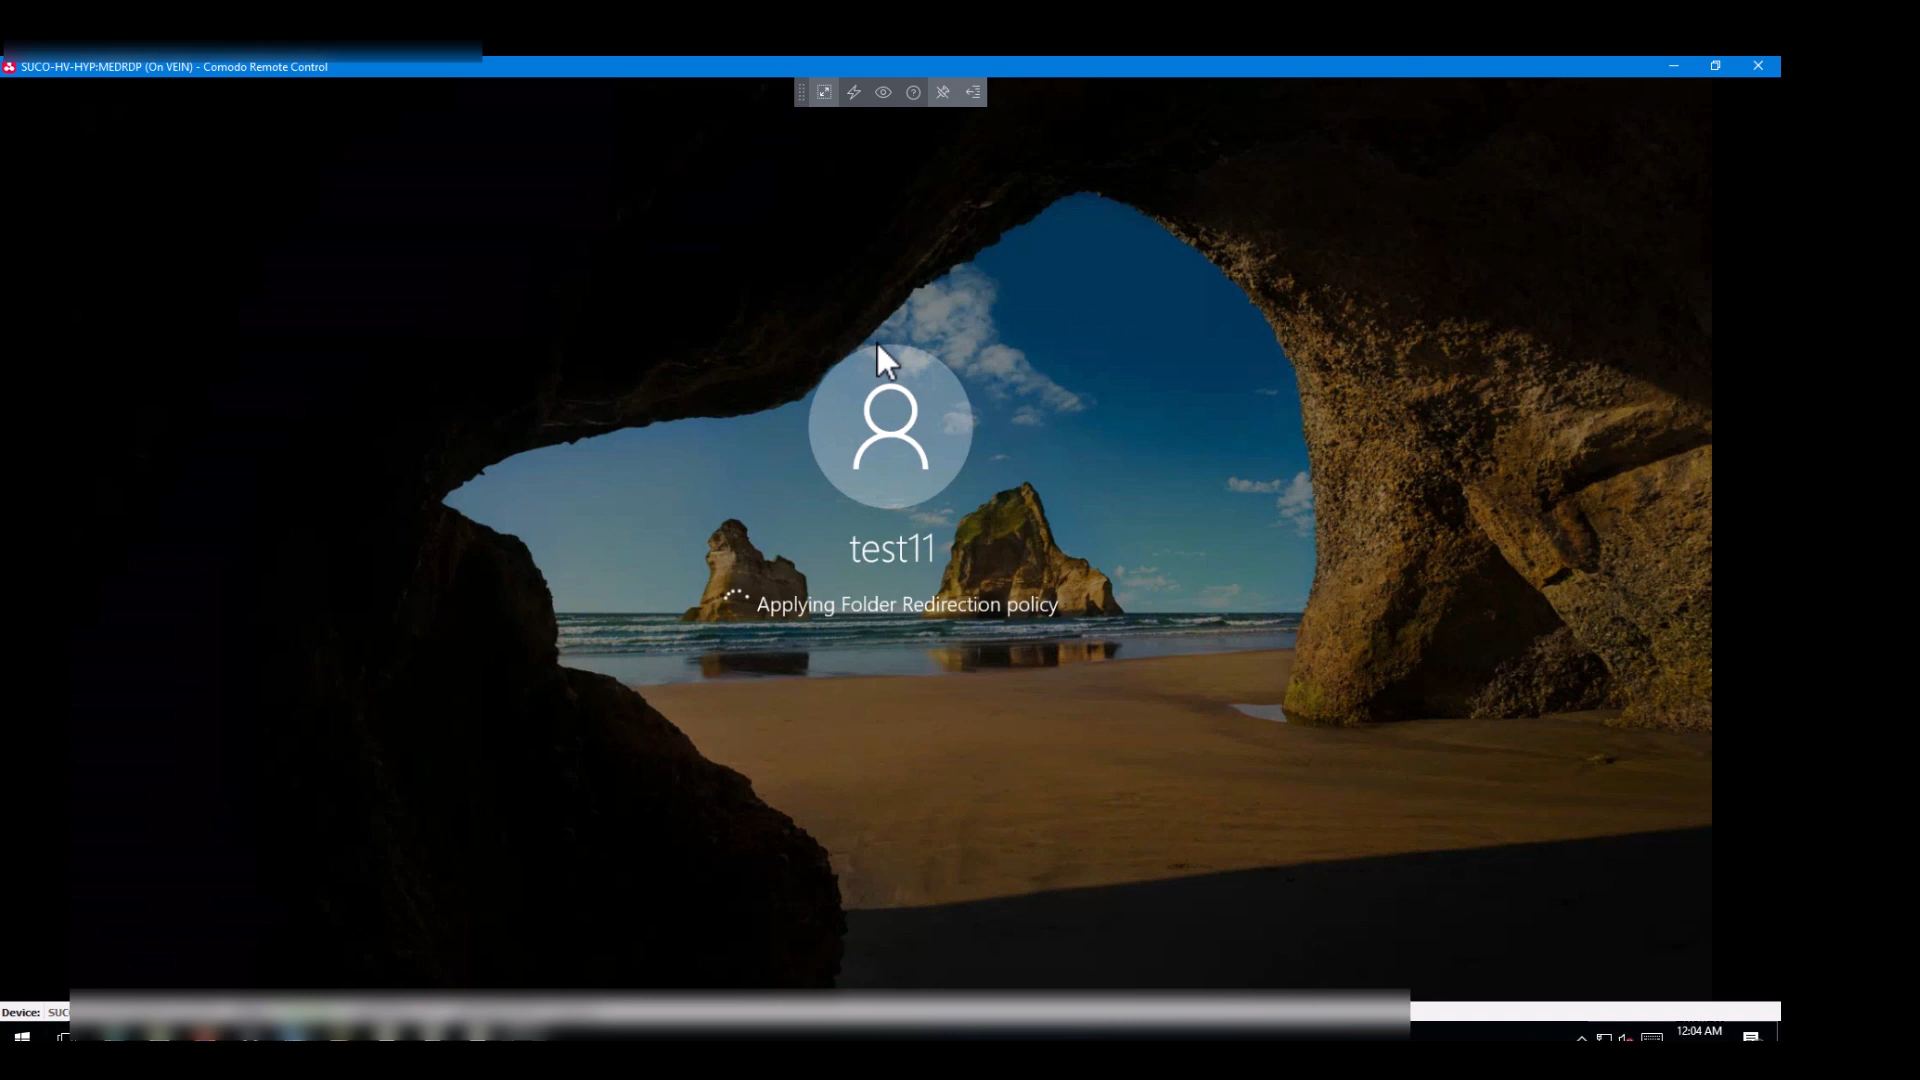 SUCO-HV-HYP:MEDRDP (On VEIN) - Comodo Remote Control
test11
Applying Folder Redirection policy
Device:
12:04 AM